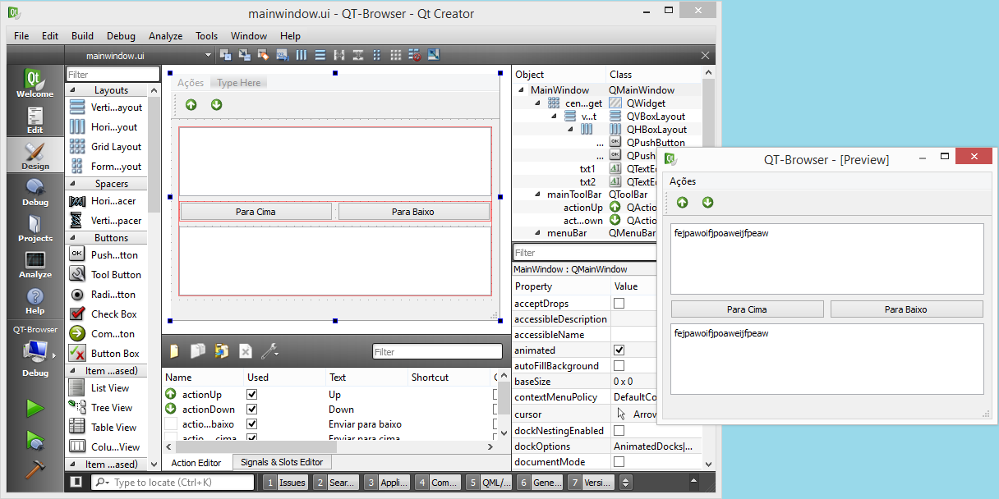 mainwindow.ui - QT-Browser - Qt Creator
File Edit Build Debug Analyze Tools Window Help
mainwindow.ui
Welcome
Edit
Design
Debug
Projects
Analyze
Help
QT-Browser
Debug
Filter
Layouts
Verti...ayout
Hori...yout
Grid Layout
Form...yout
Spacers
Hori...acer
Verti...pacer
Buttons
OK Push...tton
Tool Button
Radi...tton
Check Box
Com...ton
Button Box
Item ...ased)
List View
Tree View
Table View
Colu...View
Item ...ased)
Ações Type Here
Para Cima Para Baixo
Filter
Name Used Text Shortcut
actionUp Up
actionDown Down
actio...baixo Enviar para baixo
actio... cima Enviar para cima
Action Editor Signals & Slots Editor
Object Class
MainWindow QMainWindow
cen...get QWidget
v...t QVBoxLayout
QHBoxLayout
... OK QPushButton
... OK QPush
txt1 AI QTextE
txt2 AI QTextE
mainToolBar QToolBar
actionUp QActio
act...own QActio
menuBar QMenuBar
Filter
MainWindow : QMainWindow
Property Value
acceptDrops
accessibleDescription
accessibleName
animated
autoFillBackground
baseSize 0 x 0
contextMenuPolicy DefaultCo
cursor Arrow
dockNestingEnabled
dockOptions AnimatedDocks|...
documentMode
QT-Browser - [Preview]
Ações
fejpawoifjpoaweijfpeaw
Para Cima Para Baixo
fejpawoifjpoaweijfpeaw
Type to locate (Ctrl+K) 1 Issues 2 Sear... 3 Appli... 4 Com... 5 QML/... 6 Gene... 7 Versi...